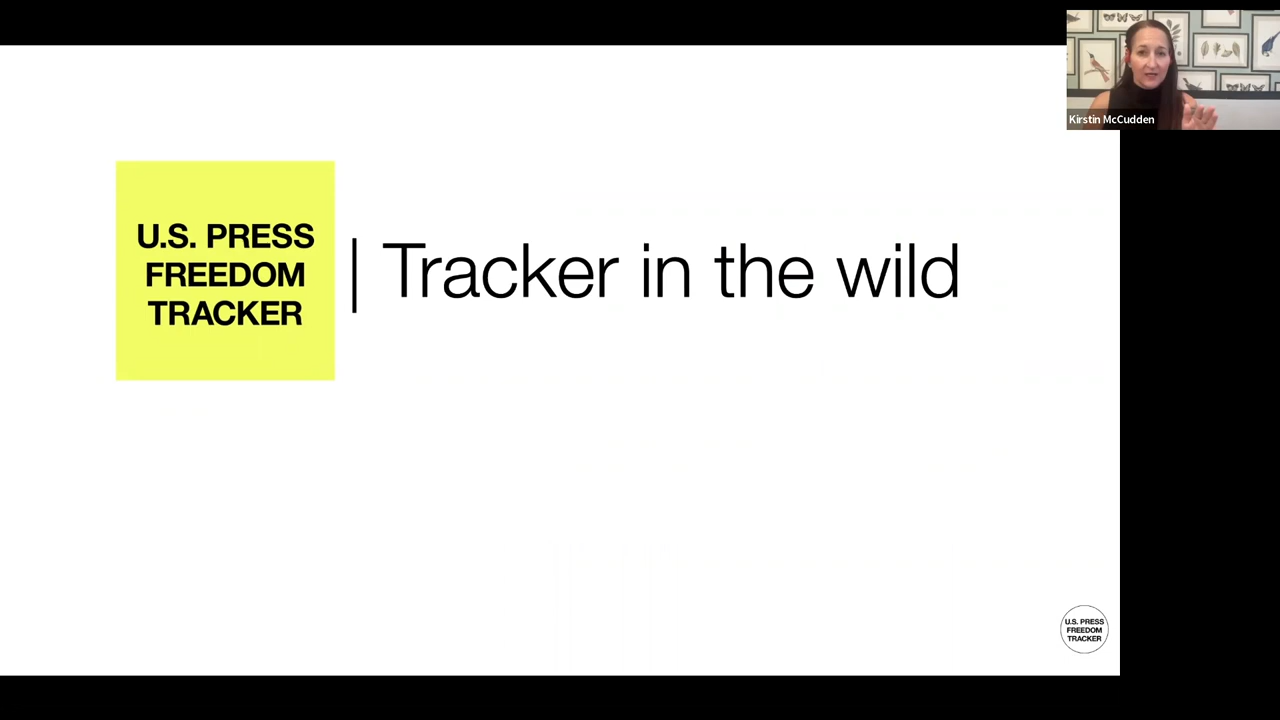 Kirstin McCudden
U.S. PRESS
FREEDOM
TRACKER
Tracker in the wild
U.S. PRESS
FREEDOM
TRACKER